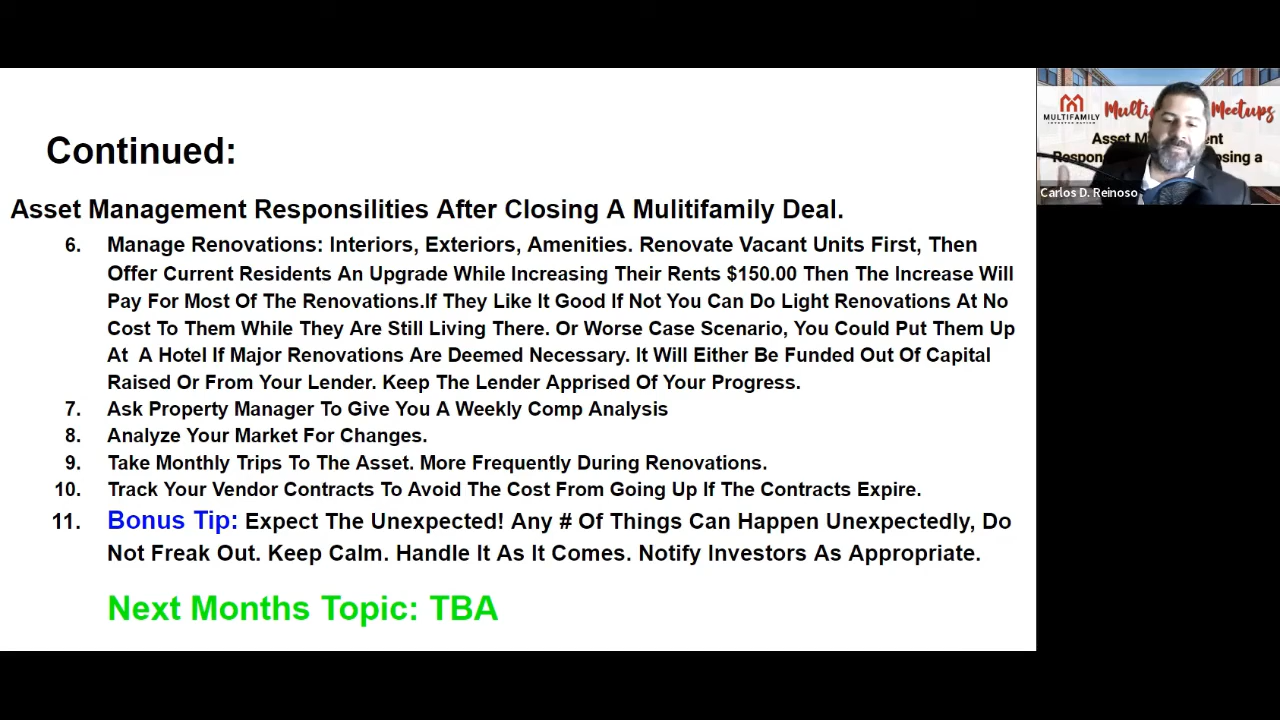 Continued:
Asset Management Responsilities After Closing A Mulitifamily Deal.
6. Manage Renovations: Interiors, Exteriors, Amenities. Renovate Vacant Units First, Then
Offer Current Residents An Upgrade While Increasing Their Rents $150.00 Then The Increase Will
Pay For Most Of The Renovations.If They Like It Good If Not You Can Do Light Renovations At No
Cost To Them While They Are Still Living There. Or Worse Case Scenario, You Could Put Them Up
At A Hotel If Major Renovations Are Deemed Necessary. It Will Either Be Funded Out Of Capital
Raised Or From Your Lender. Keep The Lender Apprised Of Your Progress.
7. Ask Property Manager To Give You A Weekly Comp Analysis
8. Analyze Your Market For Changes.
9. Take Monthly Trips To The Asset. More Frequently During Renovations.
10. Track Your Vendor Contracts To Avoid The Cost From Going Up If The Contracts Expire.
11. Bonus Tip: Expect The Unexpected! Any # Of Things Can Happen Unexpectedly, Do
Not Freak Out. Keep Calm. Handle It As It Comes. Notify Investors As Appropriate.
Next Months Topic: TBA
MULTIFAMILY
Meetups
Asset
a
Carlos D. Reinoso